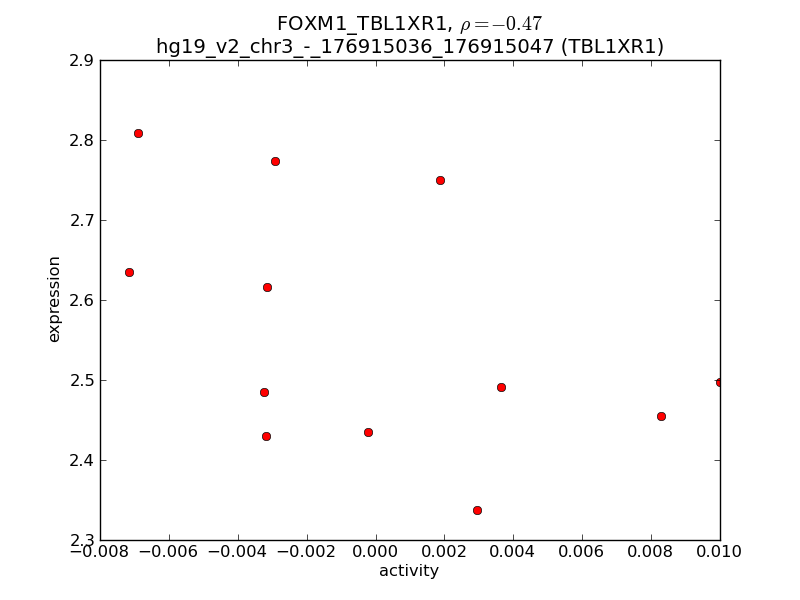 FOXM1_TBL1XR1, ρ=−0.47
hg19_v2_chr3_-_176915036_176915047 (TBL1XR1)
2.9
2.8
2.7
2.6
2.5
2.4
2.3
expression
−0.008 −0.006 −0.004 −0.002 0.000 0.002 0.004 0.006 0.008 0.010
activity